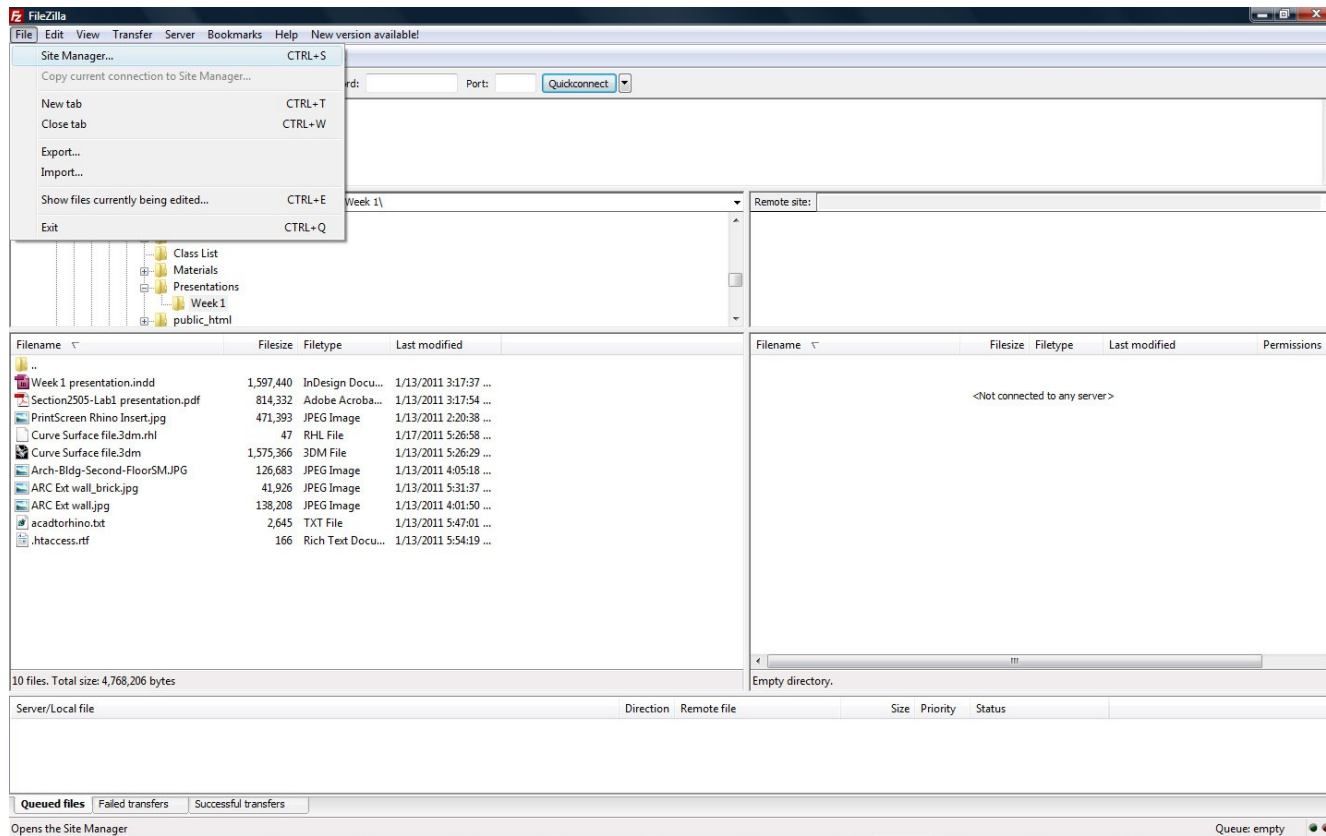 FileZilla
File Edit View Transfer Server Bookmarks Help New version available!
Site Manager... CTRL+S
Copy current connection to Site Manager...
rd: Port: Quickconnect
New tab CTRL+T
Close tab CTRL+W
Export...
Import...
Show files currently being edited... CTRL+E
Week 1\
Remote site:
Exit CTRL+Q
Class List
Materials
Presentations
Week 1
public_html
Filename Filesize Filetype Last modified
..
Week 1 presentation.indd 1,597,440 InDesign Docu... 1/13/2011 3:17:37 ...
Section2505-Lab1 presentation.pdf 814,332 Adobe Acroba... 1/13/2011 3:17:54 ...
PrintScreen Rhino Insert.jpg 471,393 JPEG Image 1/13/2011 2:20:38 ...
Curve Surface file.3dm.rhl 47 RHL File 1/17/2011 5:26:58 ...
Curve Surface file.3dm 1,575,366 3DM File 1/13/2011 5:26:29 ...
Arch-Bldg-Second-FloorSM.JPG 126,683 JPEG Image 1/13/2011 4:05:18 ...
ARC Ext wall_brick.jpg 41,926 JPEG Image 1/13/2011 5:31:37 ...
ARC Ext wall.jpg 138,208 JPEG Image 1/13/2011 4:01:50 ...
acadtorhino.txt 2,645 TXT File 1/13/2011 5:47:01 ...
.htaccess.rtf 166 Rich Text Docu... 1/13/2011 5:54:19 ...
10 files. Total size: 4,768,206 bytes
Filename Filesize Filetype Last modified Permissions
<Not connected to any server>
Empty directory.
Server/Local file Direction Remote file Size Priority Status
Queued files Failed transfers Successful transfers
Opens the Site Manager Queue: empty